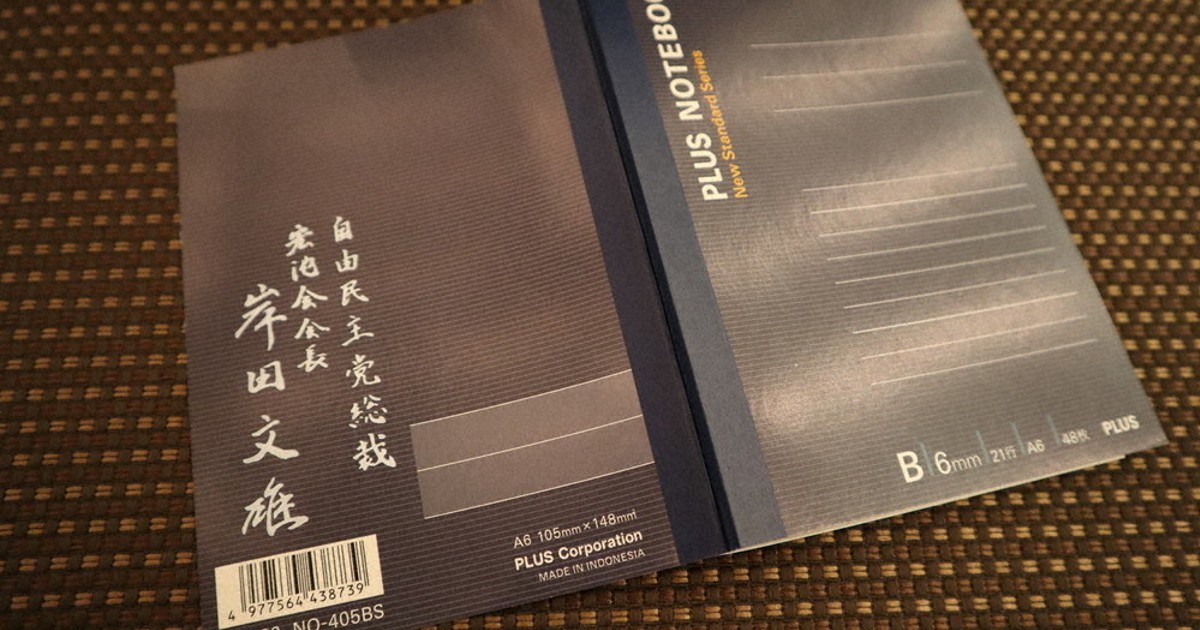 自由民主党総裁
宏池会会長
岸田文雄
4 977564 438739
NO-405BS
A6 105mm×148mm
PLUS Corporation
MADE IN INDONESIA
PLUS NOTEBOO
New Standard Series
B 6mm 21行 A6 48枚 PLUS